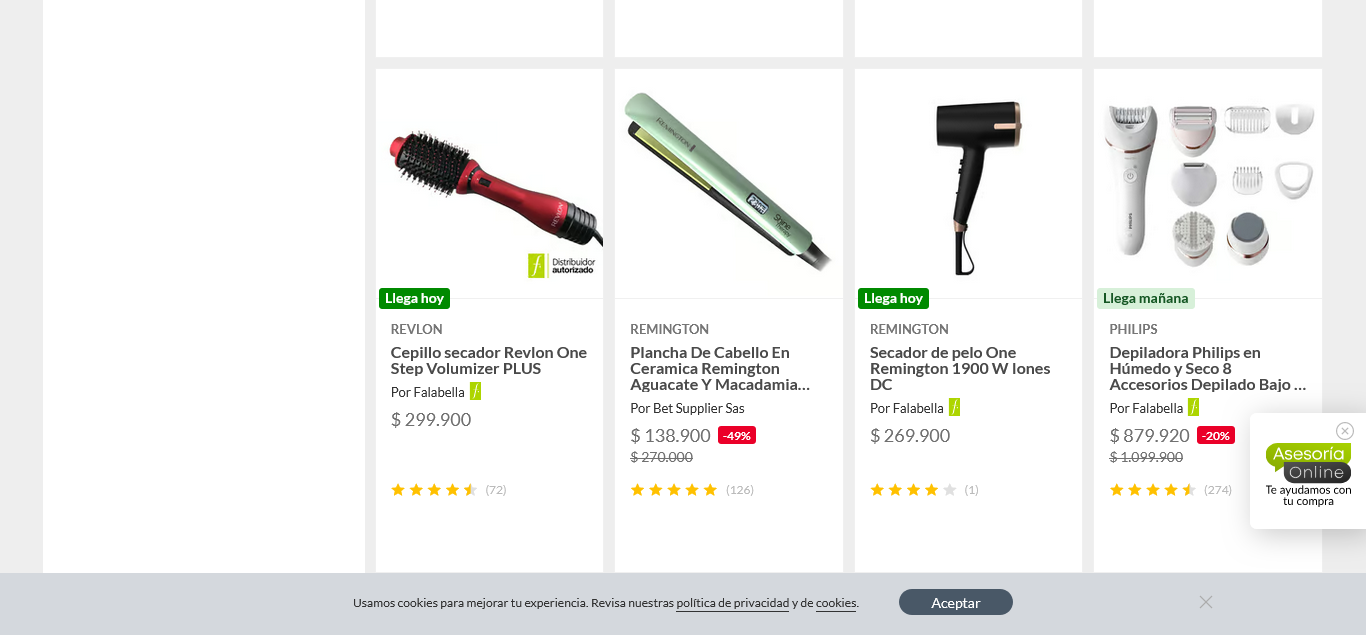 REVLON
Distribuidor
autorizado
REMINGTON
Shine
Therapy
Llega hoy
Llega hoy
Llega mañana
REVLON
Cepillo secador Revlon One
Step Volumizer PLUS
Por Falabella
$ 299.900
(72)
REMINGTON
Plancha De Cabello En
Ceramica Remington
Aguacate Y Macadamia...
Por Bet Supplier Sas
$ 138.900 -49%
$ 270.000
(126)
REMINGTON
Secador de pelo One
Remington 1900 W Iones
DC
Por Falabella
$ 269.900
(1)
PHILIPS
Depiladora Philips en
Húmedo y Seco 8
Accesorios Depilado Bajo ...
Por Falabella
$ 879.920 -20%
$ 1.099.900
(274)
Asesoría
Online
Te ayudamos con
tu compra
Usamos cookies para mejorar tu experiencia. Revisa nuestras política de privacidad y de cookies.
Aceptar